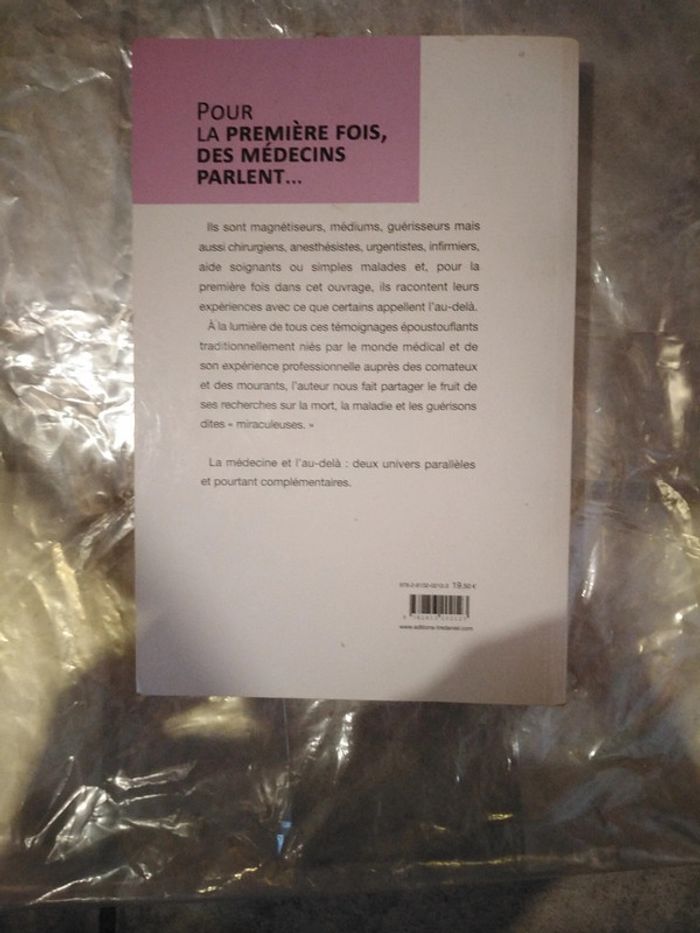 POUR
LA PREMIÈRE FOIS,
DES MÉDECINS
PARLENT...
Ils sont magnétiseurs, médiums, guérisseurs mais
aussi chirurgiens, anesthésistes, urgentistes, infirmiers,
aide soignants ou simples malades et, pour la
première fois dans cet ouvrage, ils racontent leurs
expériences avec ce que certains appellent l'au-delà.
À la lumière de tous ces témoignages époustouflants
traditionnellement niés par le monde médical et de
son expérience professionnelle auprès des comateux
et des mourants, l'auteur nous fait partager le fruit de
ses recherches sur la mort, la maladie et les guérisons
dites « miraculeuses. »
La médecine et l'au-delà : deux univers parallèles
et pourtant complémentaires.
19,50 €
www.editions-tredaniel.com